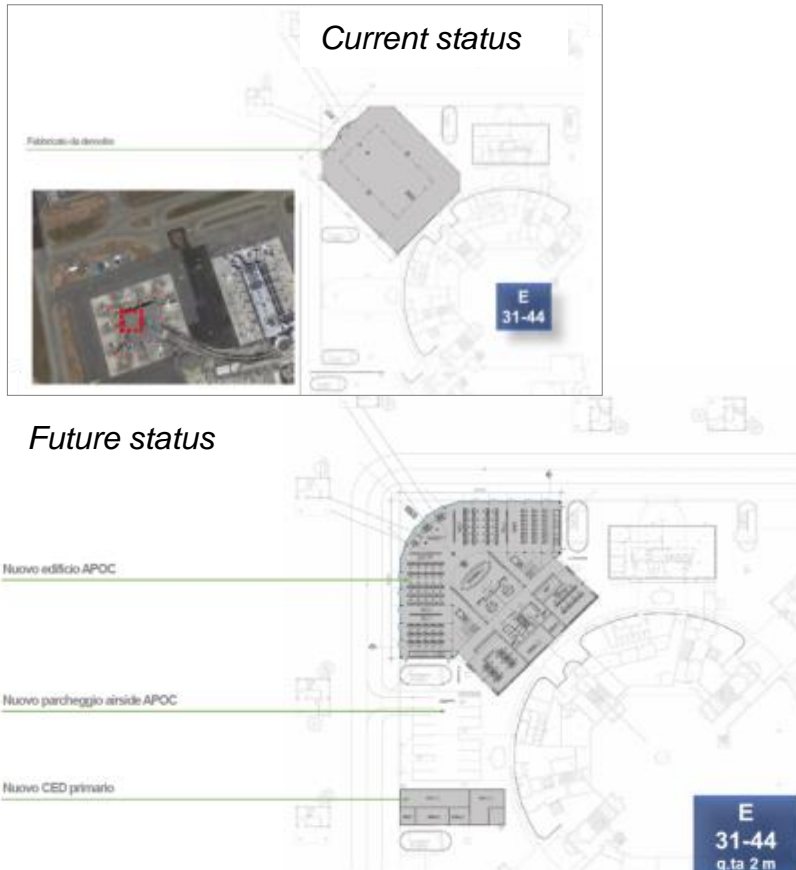 Current status
Fabbricato da demolire
E
31-44
Future status
Nuovo edificio APOC
Nuovo parcheggio airside APOC
Nuovo CED primario
E
31-44
q.ta 2 m